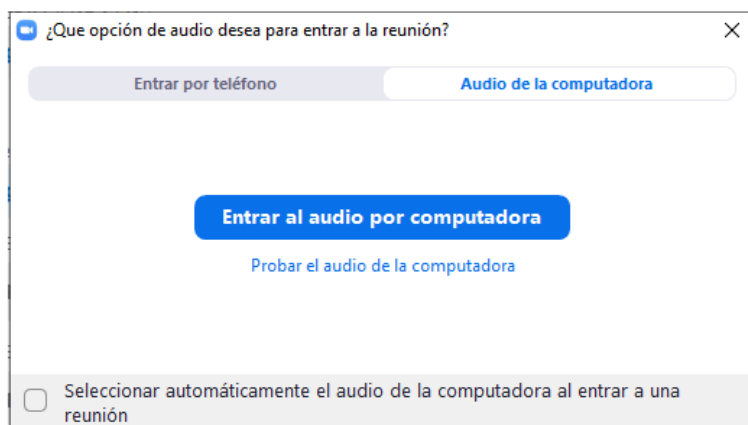 ¿Que opción de audio desea para entrar a la reunión?
Entrar por teléfono
Audio de la computadora
Entrar al audio por computadora
Probar el audio de la computadora
Seleccionar automáticamente el audio de la computadora al entrar a una
reunión